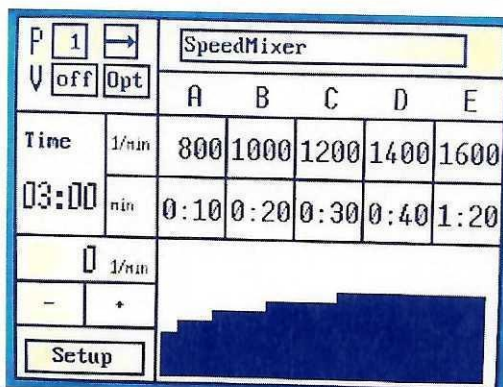 P 1 → SpeedMixer
V off Opt
A B C D E
Time 1/min 800 1000 1200 1400 1600
03:00 min 0:10 0:20 0:30 0:40 1:20
0 1/min
- +
Setup